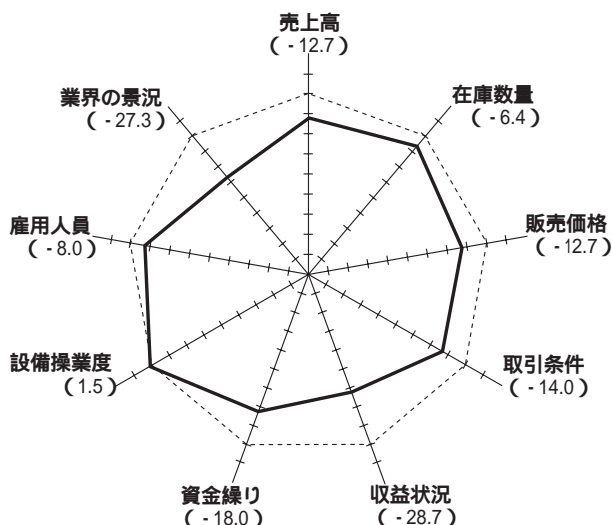 売上高
( - 12.7)
在庫数量
( - 6.4)
販売価格
( - 12.7)
取引条件
( - 14.0)
収益状況
( - 28.7)
資金繰り
( - 18.0)
設備操業度
( 1.5)
雇用人員
( - 8.0)
業界の景況
( - 27.3)